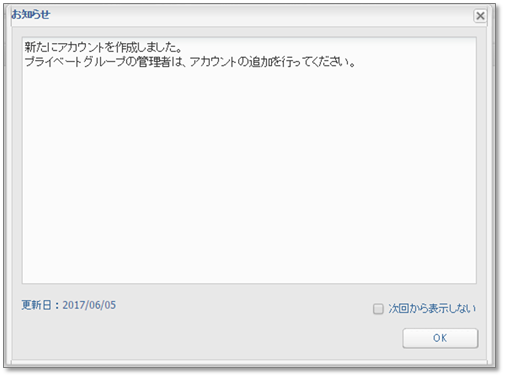 お知らせ
新たにアカウントを作成しました。
プライベートグループの管理者は、アカウントの追加を行ってください。
更新日：2017/06/05
次回から表示しない
OK